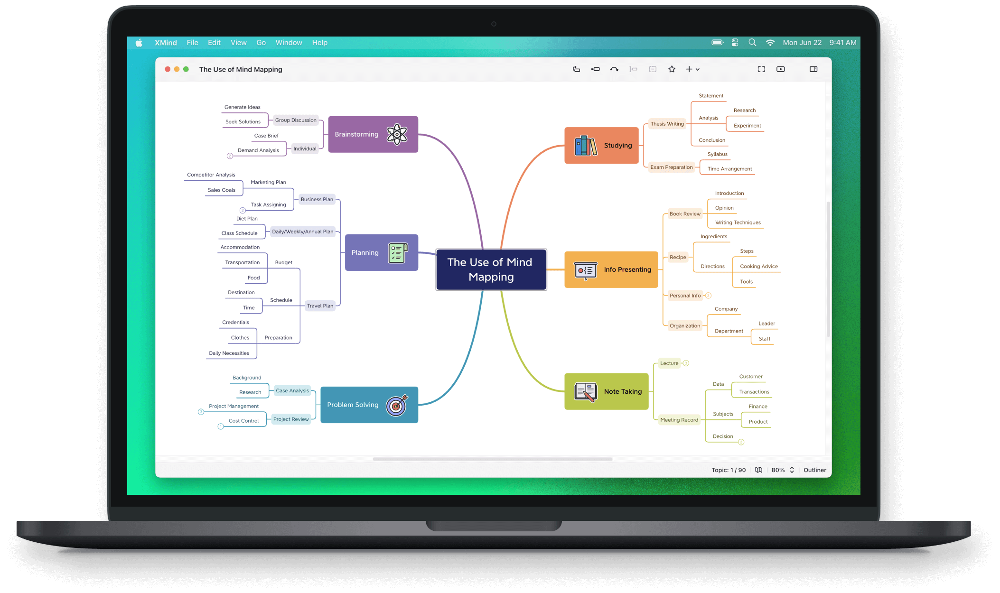 XMind File Edit View Go Window Help Mon Jun 22 9:41 AM
The Use of Mind Mapping
Generate Ideas
Seek Solutions
Group Discussion
Case Brief
Demand Analysis
2
Individual
Brainstorming
Competitor Analysis
Sales Goals
Marketing Plan
Task Assigning
2
Business Plan
Diet Plan
Class Schedule
Daily/Weekly/Annual Plan
Accommodation
Transportation
Food
Budget
Destination
Time
Schedule
Credentials
Clothes
Daily Necessities
Preparation
Travel Plan
Planning
Background
Research
Case Analysis
Project Management
3
Cost Control
1
Project Review
Problem Solving
The Use of Mind
Mapping
Studying
Thesis Writing
Statement
Analysis
Research
Experiment
Conclusion
Exam Preparation
Syllabus
Time Arrangement
Info Presenting
Book Review
Introduction
Opinion
Writing Techniques
Recipe
Ingredients
Directions
Steps
Cooking Advice
Tools
Personal Info
3
Organization
Company
Department
Leader
Staff
Note Taking
Lecture
3
Meeting Record
Data
Customer
Transactions
Subjects
Finance
Product
Decision
3
Topic: 1 / 90 80% Outliner